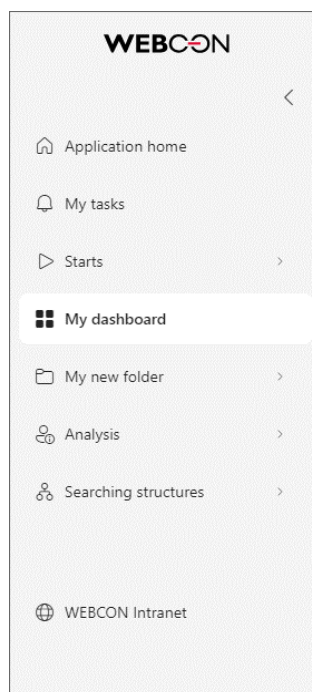 WEBCON
Application home
My tasks
Starts
My dashboard
My new folder
Analysis
Searching structures
WEBCON Intranet